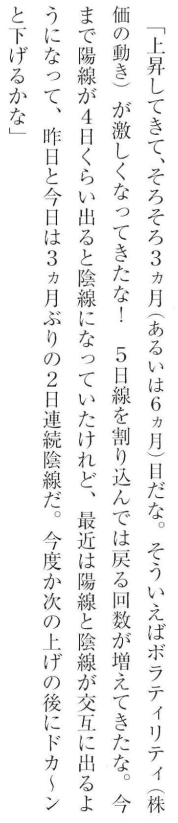 「上昇してきて、そろそろ3ヵ月(あるいは6ヵ月)目だな。そういえばボラティリティ(株
価の動き)が激しくなってきたな! 5日線を割り込んでは戻る回数が増えてきたな。今
まで陽線が4日くらい出ると陰線になっていたけれど、最近は陽線と陰線が交互に出るよ
うになって、昨日と今日は3ヵ月ぶりの2日連続陰線だ。今度か次の上げの後にドカ〜ン
と下げるかな」